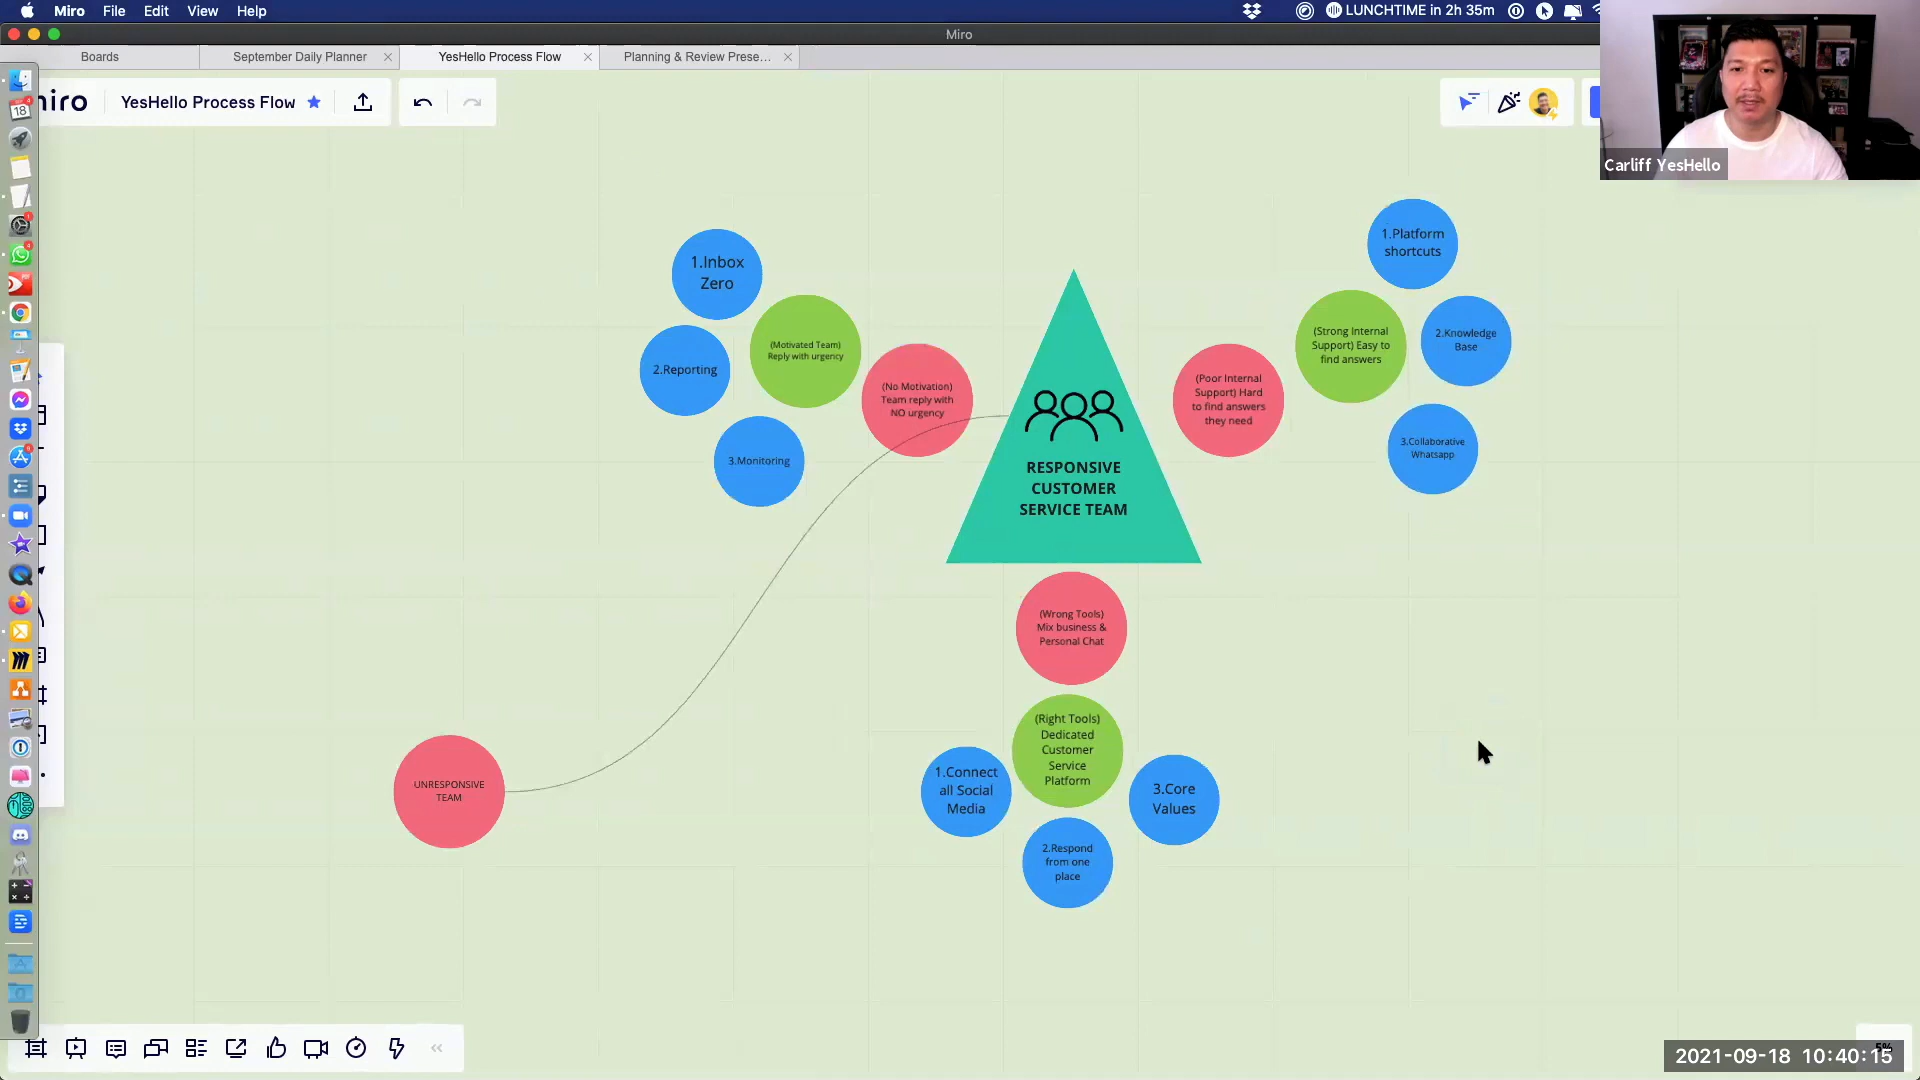 Miro File Edit View Help
LUNCHTIME in 2h 35m
Miro
Boards
September Daily Planner
YesHello Process Flow
Planning & Review Prese...
miro
YesHello Process Flow
18
Carliff YesHello
1.Inbox
Zero
2.Reporting
3.Monitoring
(Motivated Team)
Reply with urgency
(No Motivation)
Team reply with
NO urgency
RESPONSIVE
CUSTOMER
SERVICE TEAM
(Poor Internal
Support) Hard
to find answers
they need
(Strong Internal
Support) Easy to
find answers
1.Platform
shortcuts
2.Knowledge
Base
3.Collaborative
Whatsapp
(Wrong Tools)
Mix business &
Personal Chat
(Right Tools)
Dedicated
Customer
Service
Platform
1.Connect
all Social
Media
2.Respond
from one
place
3.Core
Values
UNRESPONSIVE
TEAM
5%
2021-09-18 10:40:15